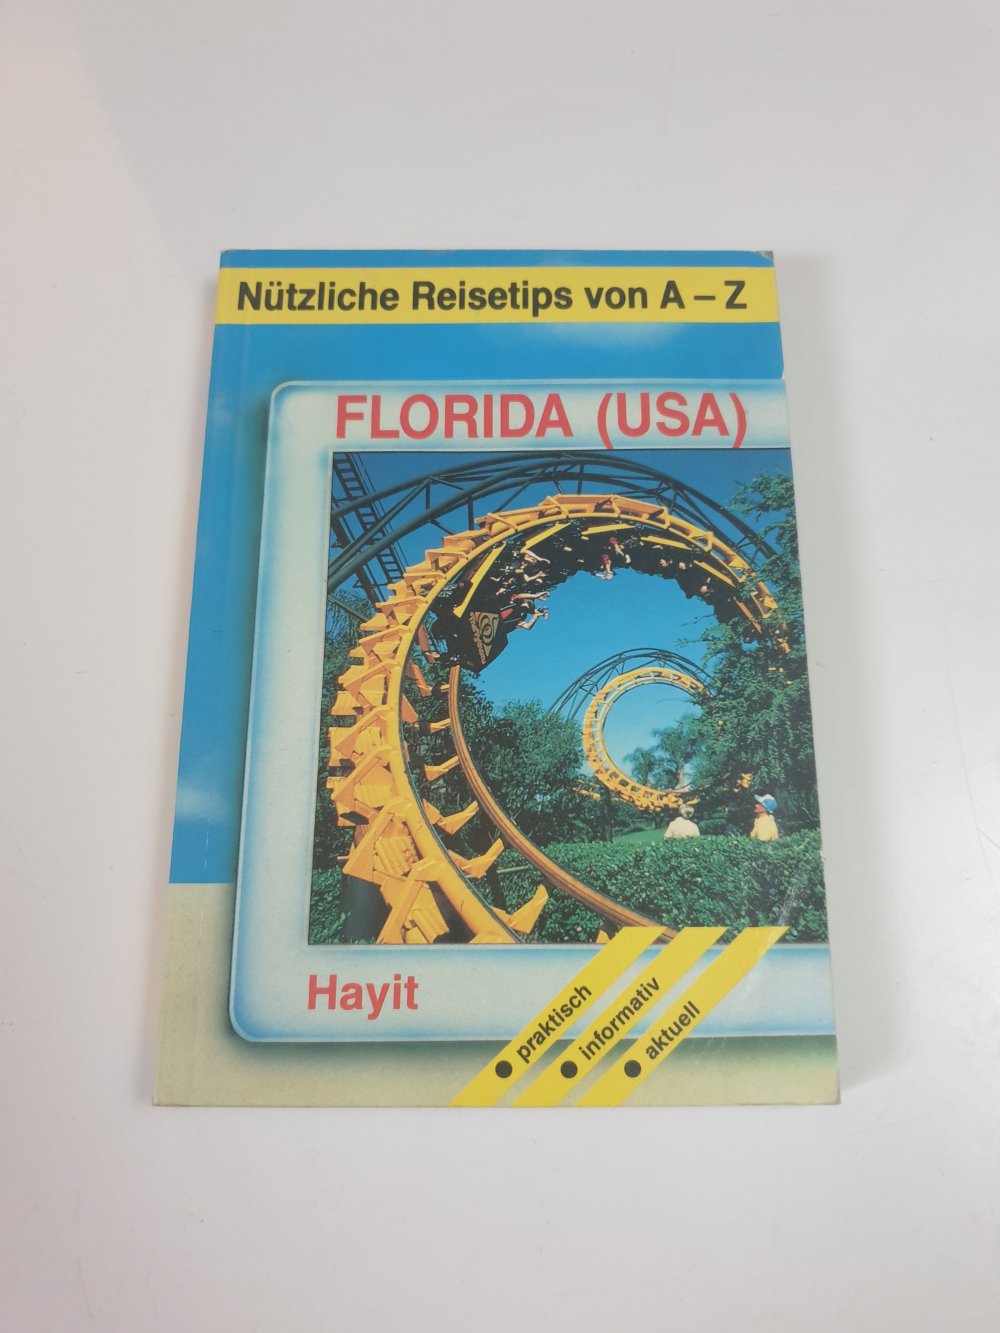 Nützliche Reisetips von A – Z
FLORIDA (USA)
Hayit
● praktisch
● informativ
● aktuell